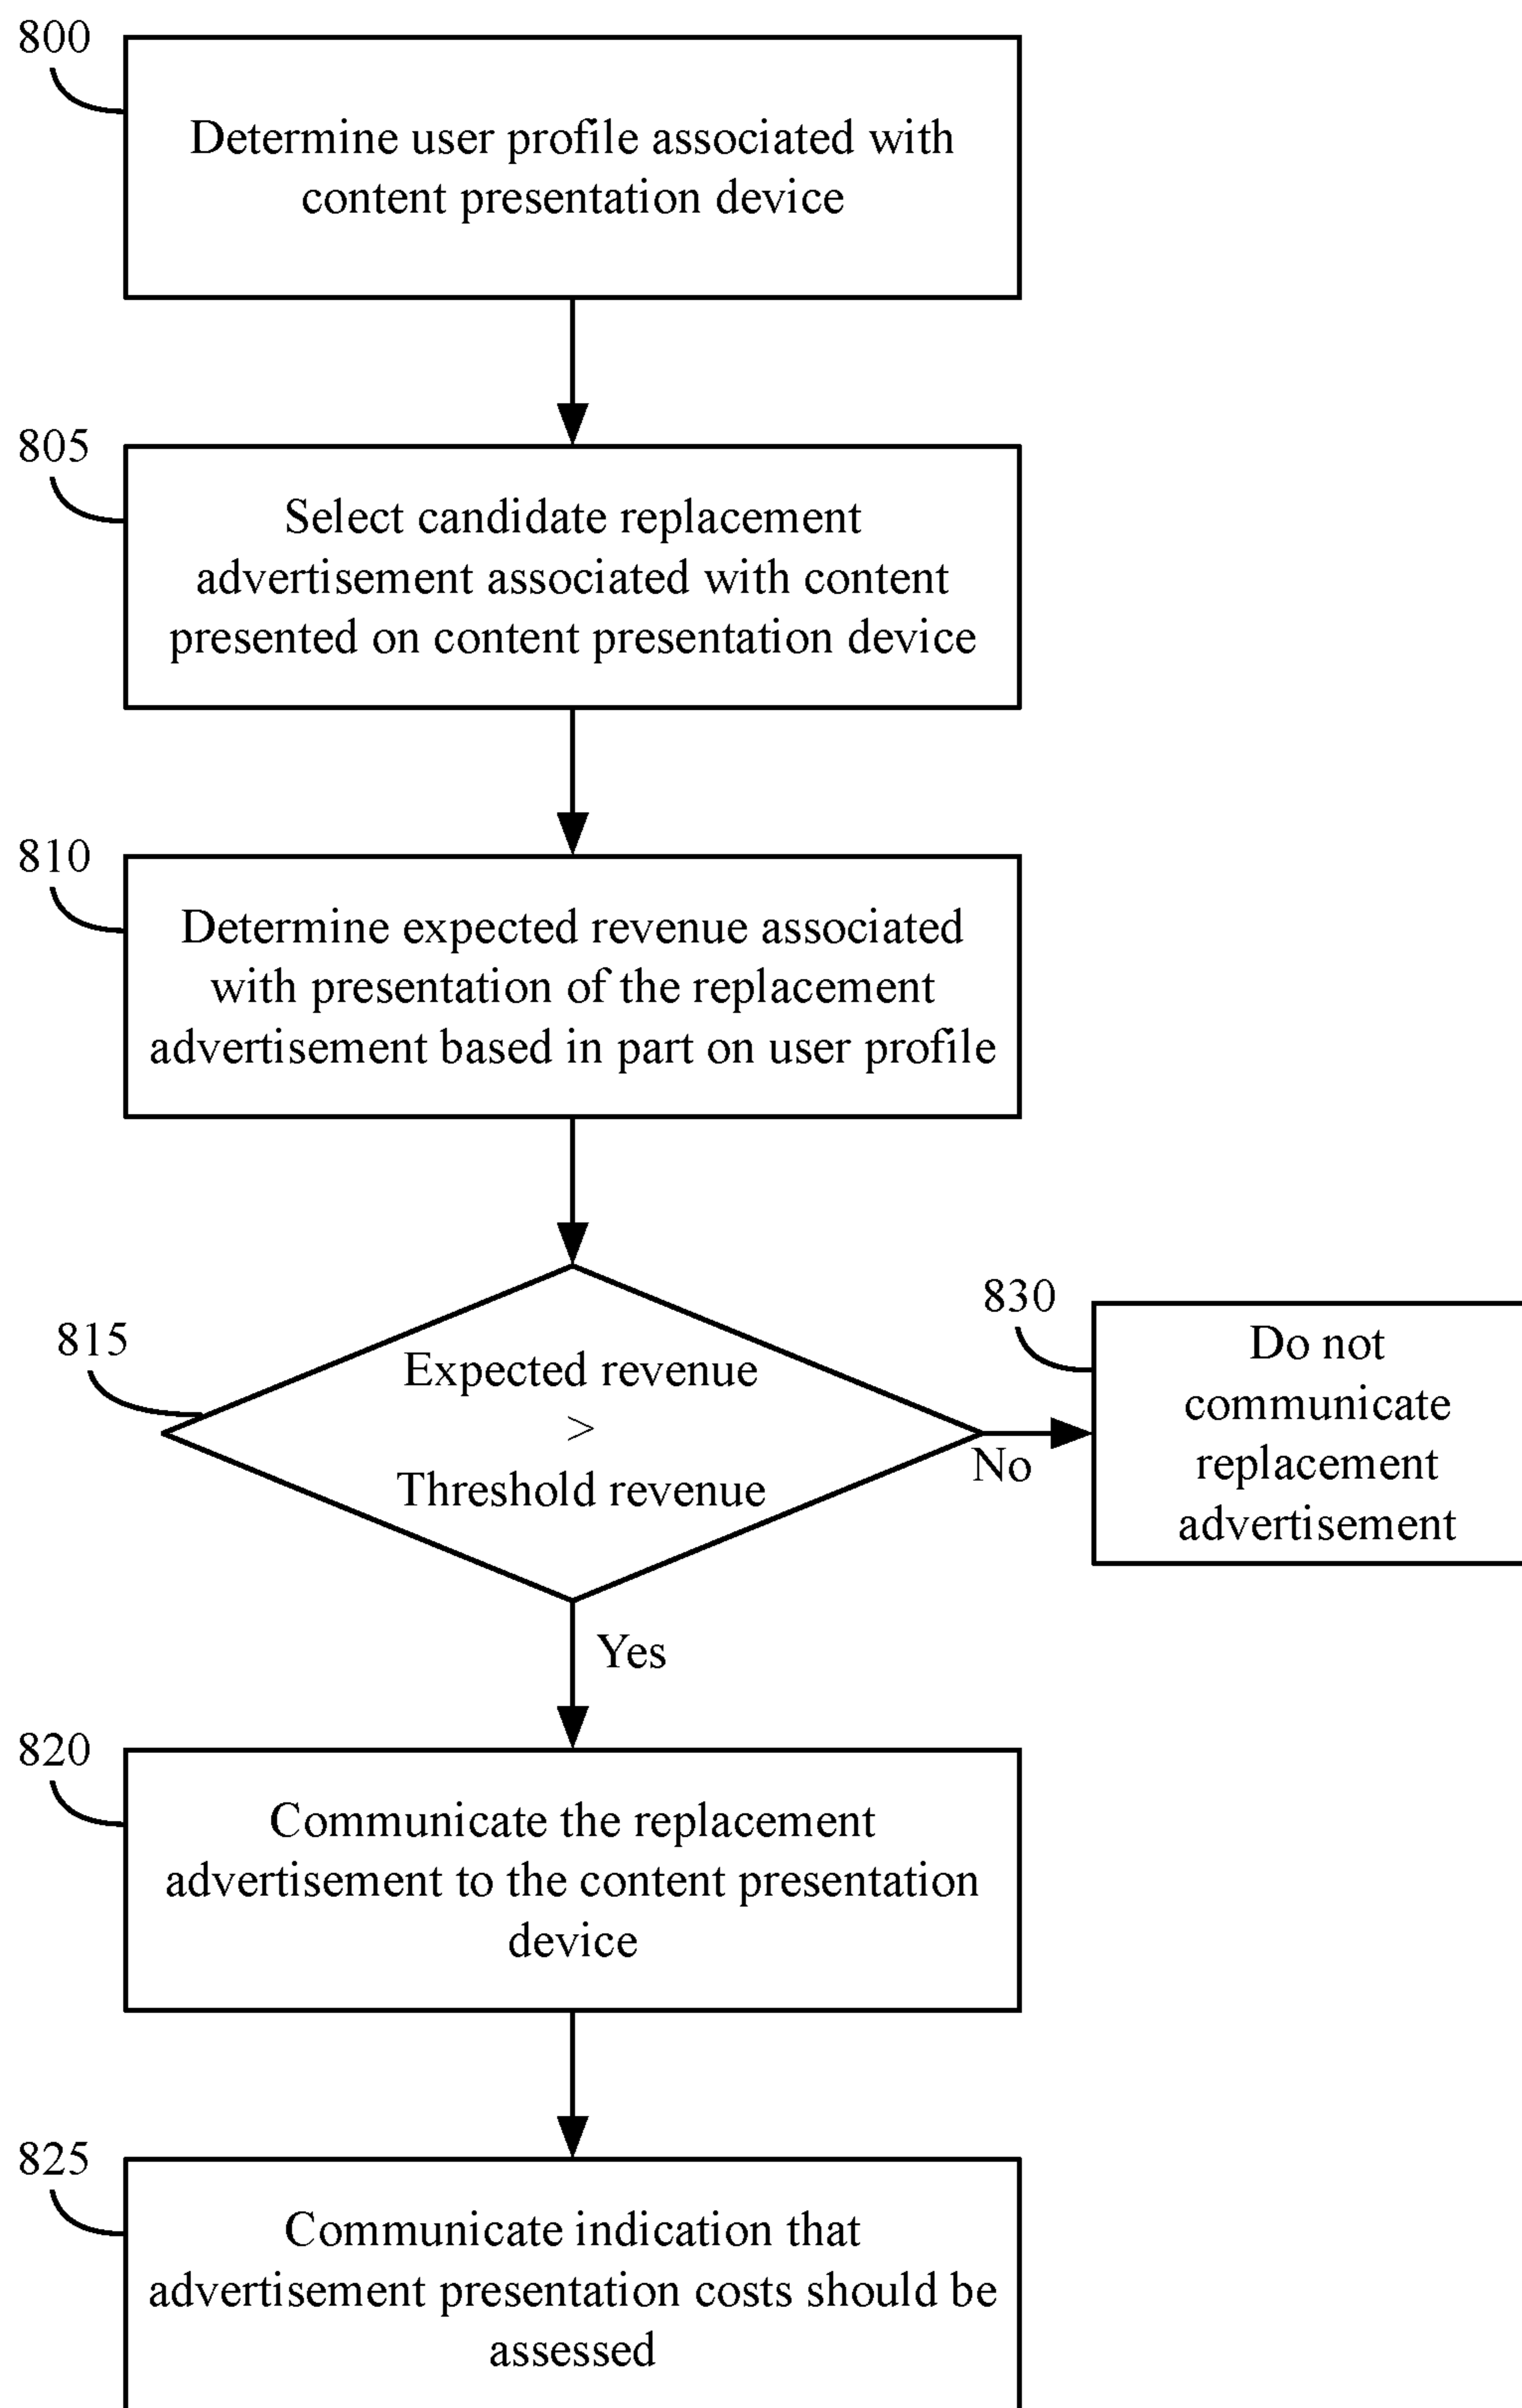 800
Determine user profile associated with
content presentation device
805
Select candidate replacement
advertisement associated with content
presented on content presentation device
810
Determine expected revenue associated
with presentation of the replacement
advertisement based in part on user profile
815
Expected revenue
>
Threshold revenue
No
830
Do not
communicate
replacement
advertisement
Yes
820
Communicate the replacement
advertisement to the content presentation
device
825
Communicate indication that
advertisement presentation costs should be
assessed